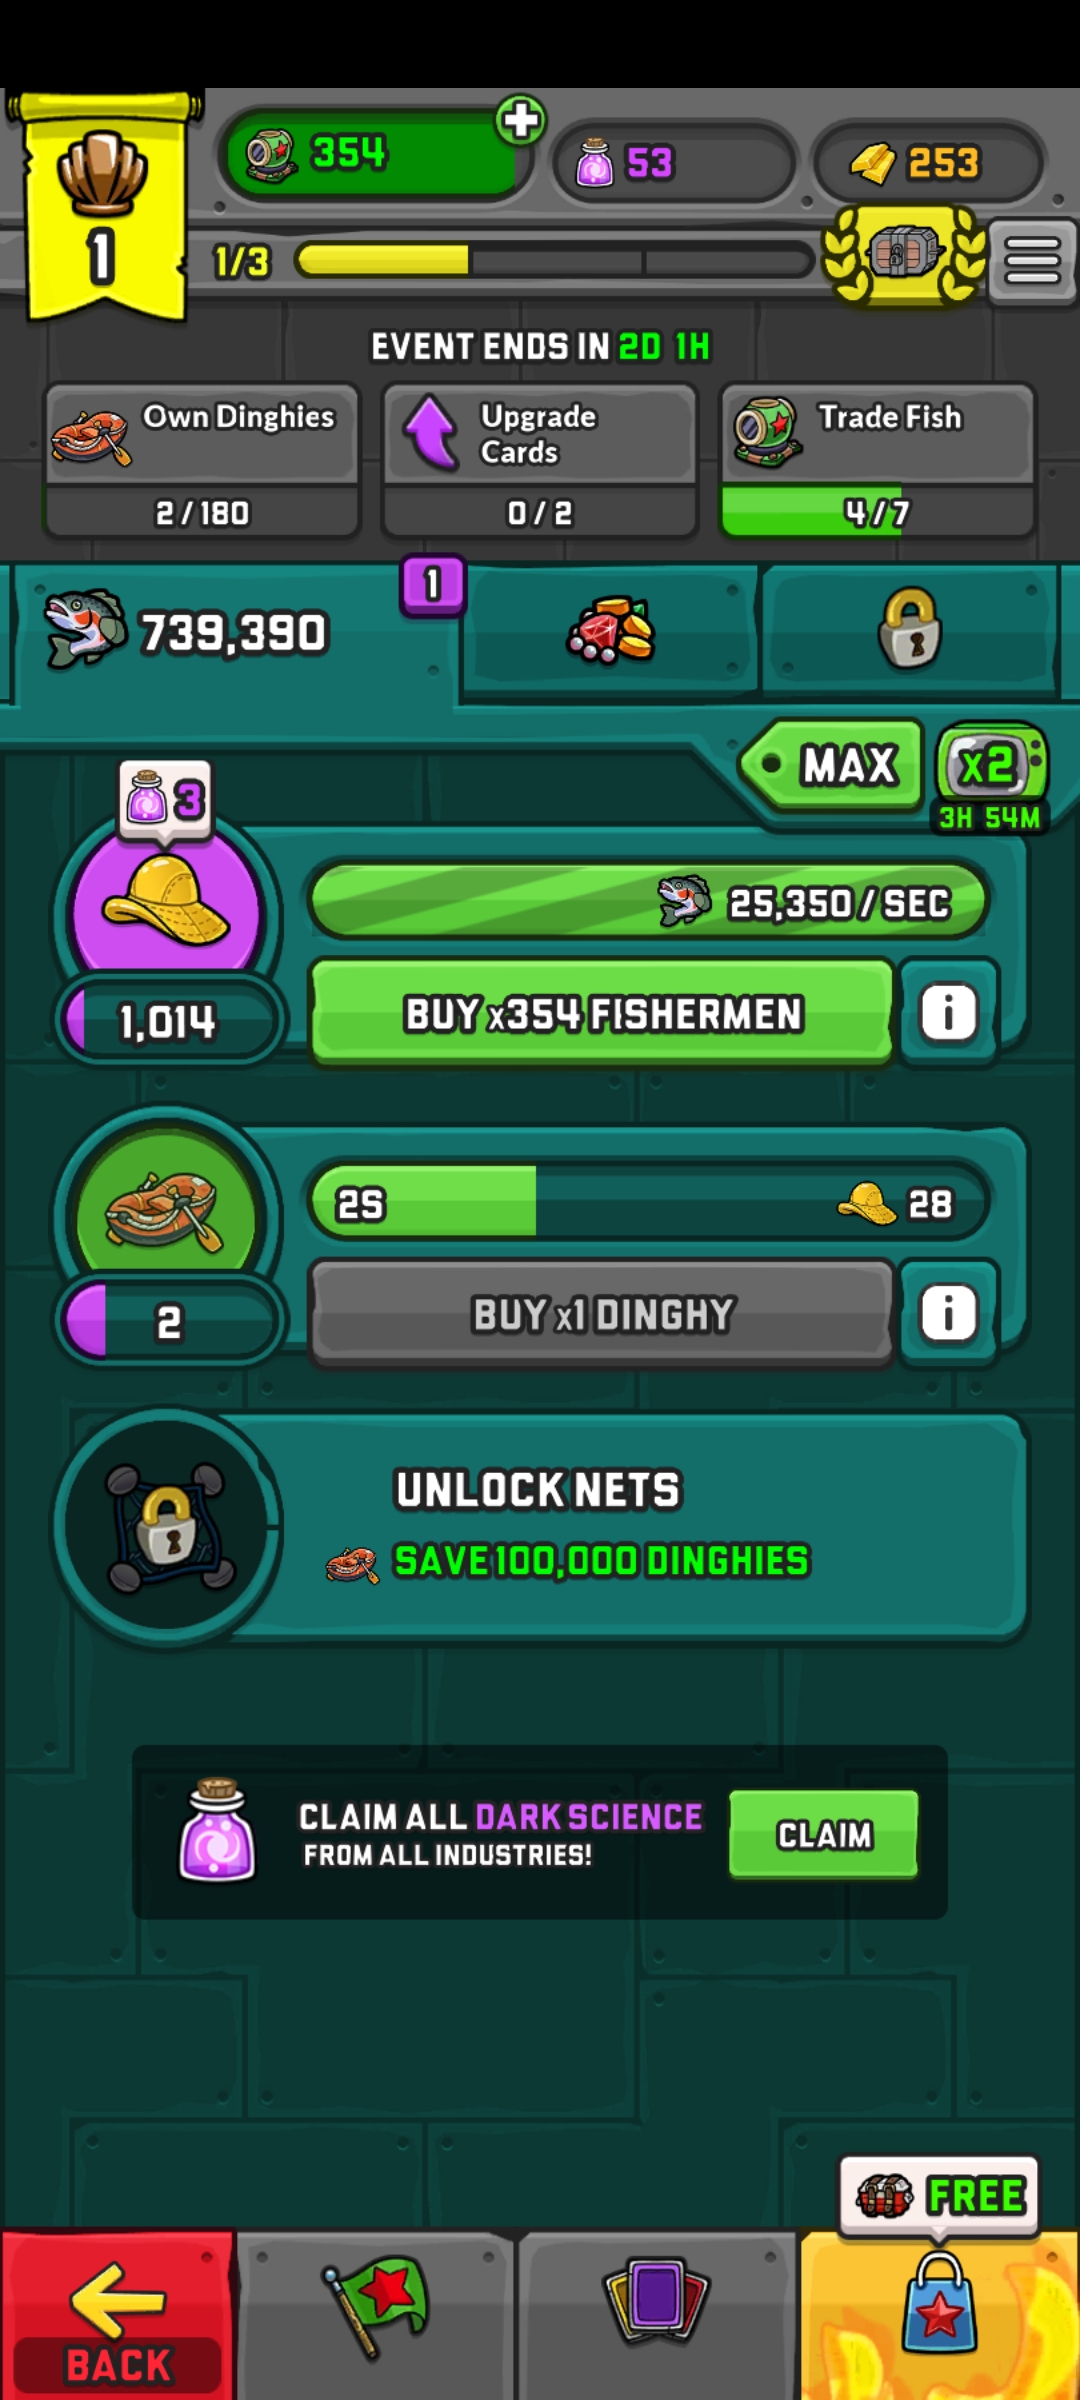 354
53
253
1
1/3
EVENT ENDS IN 2D 1H
Own Dinghies
2/180
Upgrade
Cards
0/2
Trade Fish
4/7
739,390
1
MAX
x2
3H 54M
3
25,350/SEC
1,014
BUY x354 FISHERMEN
i
2S
28
2
BUY x1 DINGHY
i
UNLOCK NETS
SAVE 100,000 DINGHIES
CLAIM ALL DARK SCIENCE
FROM ALL INDUSTRIES!
CLAIM
FREE
BACK